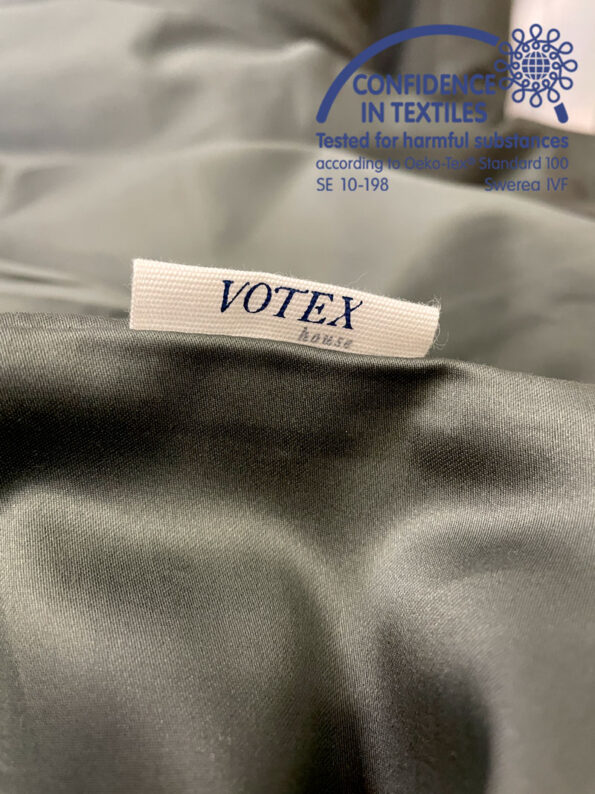 CONFIDENCE
IN TEXTILES
Tested for harmful substances
according to Oeko-Tex® Standard 100
SE 10-198 Swerea IVF
VOTEX
house